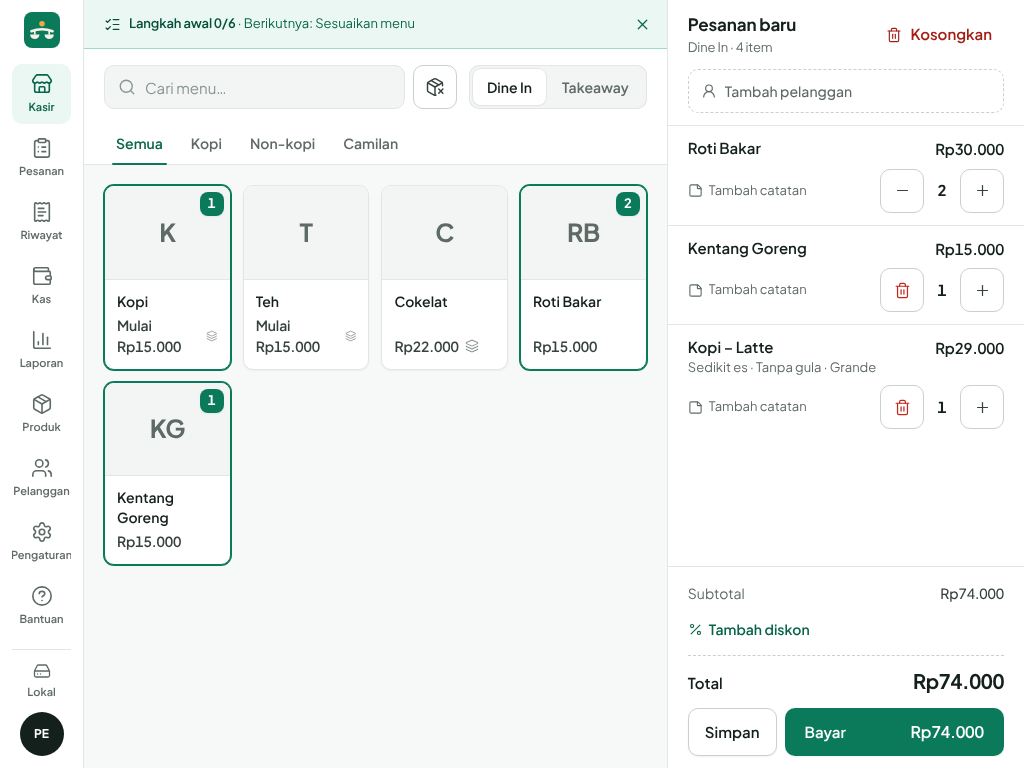 Kasir
Pesanan
Riwayat
Kas
Laporan
Produk
Pelanggan
Pengaturan
Bantuan
Lokal
PE
Langkah awal 0/6 · Berikutnya: Sesuaikan menu
Cari menu...
Dine In
Takeaway
Semua
Kopi
Non-kopi
Camilan
K
1
Kopi
Mulai
Rp15.000
T
Teh
Mulai
Rp15.000
C
Cokelat
Rp22.000
RB
2
Roti Bakar
Rp15.000
KG
1
Kentang
Goreng
Rp15.000
Pesanan baru
Dine In · 4 item
Kosongkan
Tambah pelanggan
Roti Bakar
Rp30.000
Tambah catatan
2
Kentang Goreng
Rp15.000
Tambah catatan
1
Kopi – Latte
Rp29.000
Sedikit es · Tanpa gula · Grande
Tambah catatan
1
Subtotal
Rp74.000
Tambah diskon
Total
Rp74.000
Simpan
Bayar
Rp74.000